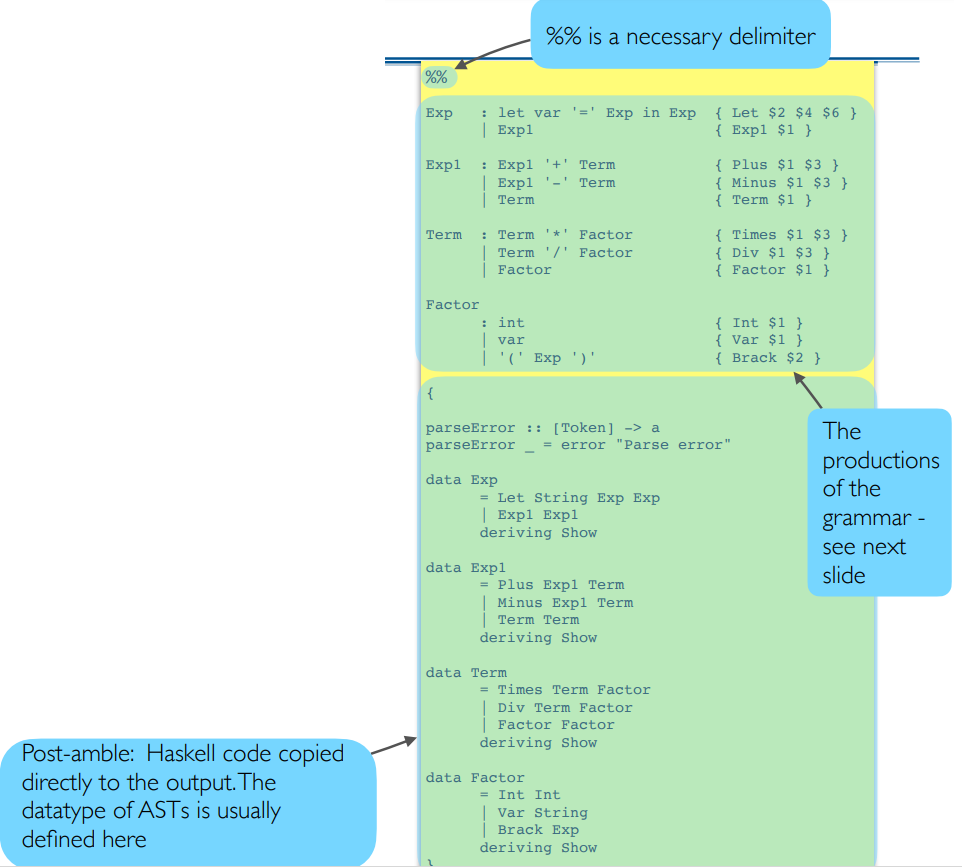 %% is a necessary delimiter
%%
Exp   : let var '=' Exp in Exp  { Let $2 $4 $6 }
      | Exp1                    { Exp1 $1 }
Exp1  : Exp1 '+' Term           { Plus $1 $3 }
      | Exp1 '-' Term           { Minus $1 $3 }
      | Term                    { Term $1 }
Term  : Term '*' Factor         { Times $1 $3 }
      | Term '/' Factor         { Div $1 $3 }
      | Factor                  { Factor $1 }
Factor
      : int                     { Int $1 }
      | var                     { Var $1 }
      | '(' Exp ')'             { Brack $2 }
{
parseError :: [Token] -> a
parseError _ = error "Parse error"
data Exp
      = Let String Exp Exp
      | Exp1 Exp1
      deriving Show
data Exp1
      = Plus Exp1 Term
      | Minus Exp1 Term
      | Term Term
      deriving Show
data Term
      = Times Term Factor
      | Div Term Factor
      | Factor Factor
      deriving Show
data Factor
      = Int Int
      | Var String
      | Brack Exp
      deriving Show
}
The
productions
of the
grammar -
see next
slide
Post-amble: Haskell code copied
directly to the output. The
datatype of ASTs is usually
defined here